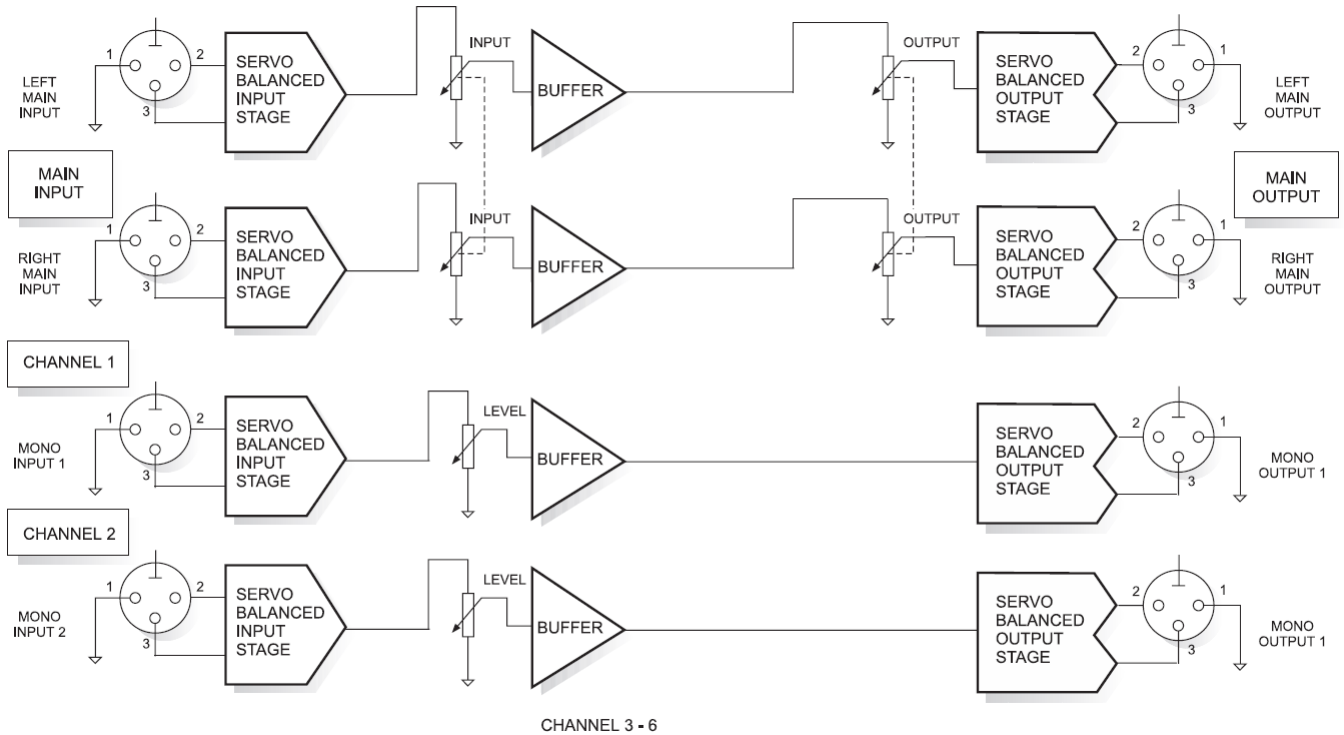 1
2
3
LEFT
MAIN
INPUT
SERVO
BALANCED
INPUT
STAGE
INPUT
BUFFER
OUTPUT
SERVO
BALANCED
OUTPUT
STAGE
2
1
3
LEFT
MAIN
OUTPUT
MAIN
INPUT
MAIN
OUTPUT
1
2
3
RIGHT
MAIN
INPUT
SERVO
BALANCED
INPUT
STAGE
INPUT
BUFFER
OUTPUT
SERVO
BALANCED
OUTPUT
STAGE
2
1
3
RIGHT
MAIN
OUTPUT
CHANNEL 1
1
2
3
MONO
INPUT 1
SERVO
BALANCED
INPUT
STAGE
LEVEL
BUFFER
SERVO
BALANCED
OUTPUT
STAGE
2
1
3
MONO
OUTPUT 1
CHANNEL 2
1
2
3
MONO
INPUT 2
SERVO
BALANCED
INPUT
STAGE
LEVEL
BUFFER
SERVO
BALANCED
OUTPUT
STAGE
2
1
3
MONO
OUTPUT 1
CHANNEL 3 - 6